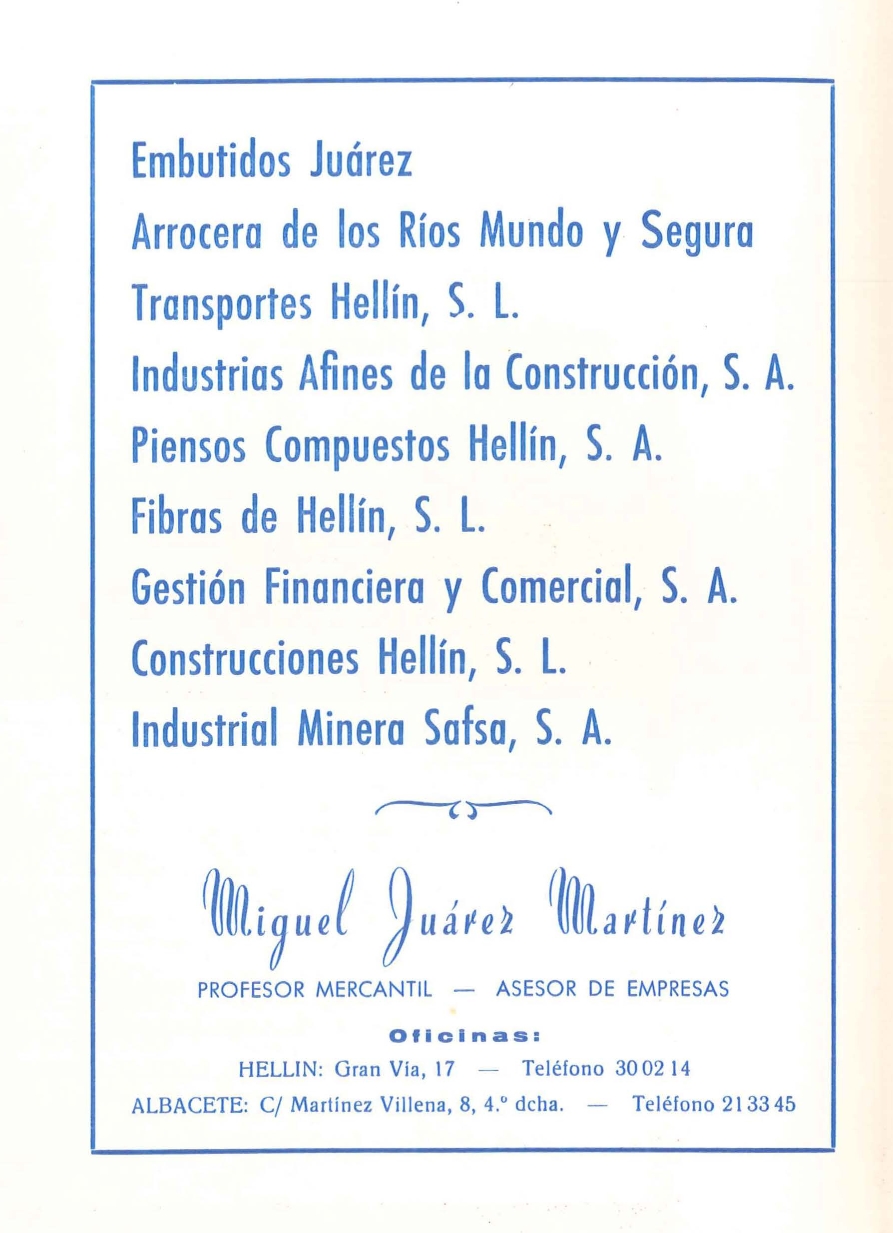 Embutidos Juárez
Arrocera de los Ríos Mundo y Segura
Transportes Hellín, S. L.
Industrias Afines de la Construcción, S. A.
Piensos Compuestos Hellín, S. A.
Fibras de Hellín, S. L.
Gestión Financiera y Comercial, S. A.
Construcciones Hellín, S. L.
Industrial Minera Safsa, S. A.
Miguel Juárez Martínez
PROFESOR MERCANTIL — ASESOR DE EMPRESAS
Oficinas:
HELLIN: Gran Vía, 17 — Teléfono 30 02 14
ALBACETE: C/ Martínez Villena, 8, 4.º dcha. — Teléfono 21 33 45